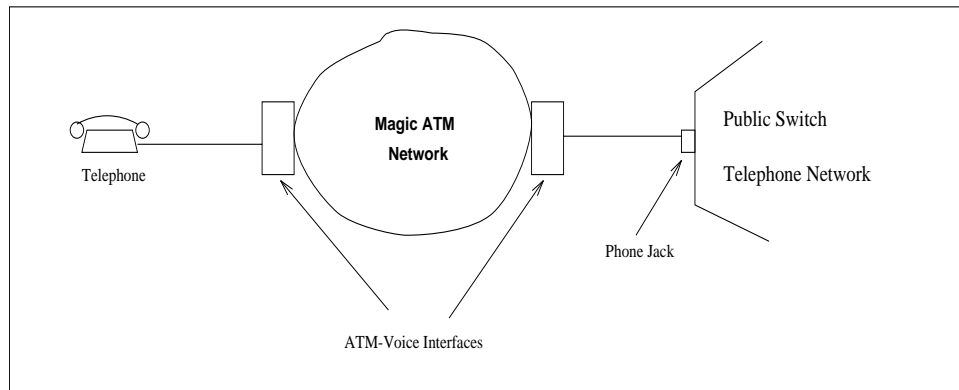 Magic ATM
Network
Public Switch
Telephone Network
Telephone
Phone Jack
ATM-Voice Interfaces